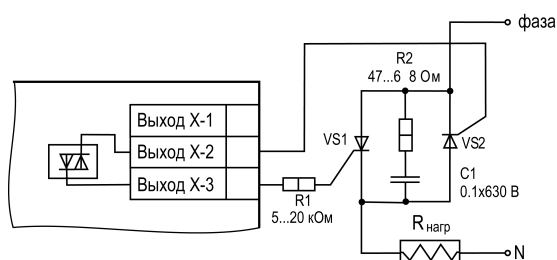 фаза
R2
47...6 8 Ом
Выход X-1
Выход X-2
Выход X-3
VS1
VS2
C1
0.1x630 В
R1
5...20 кОм
Rнагр
N